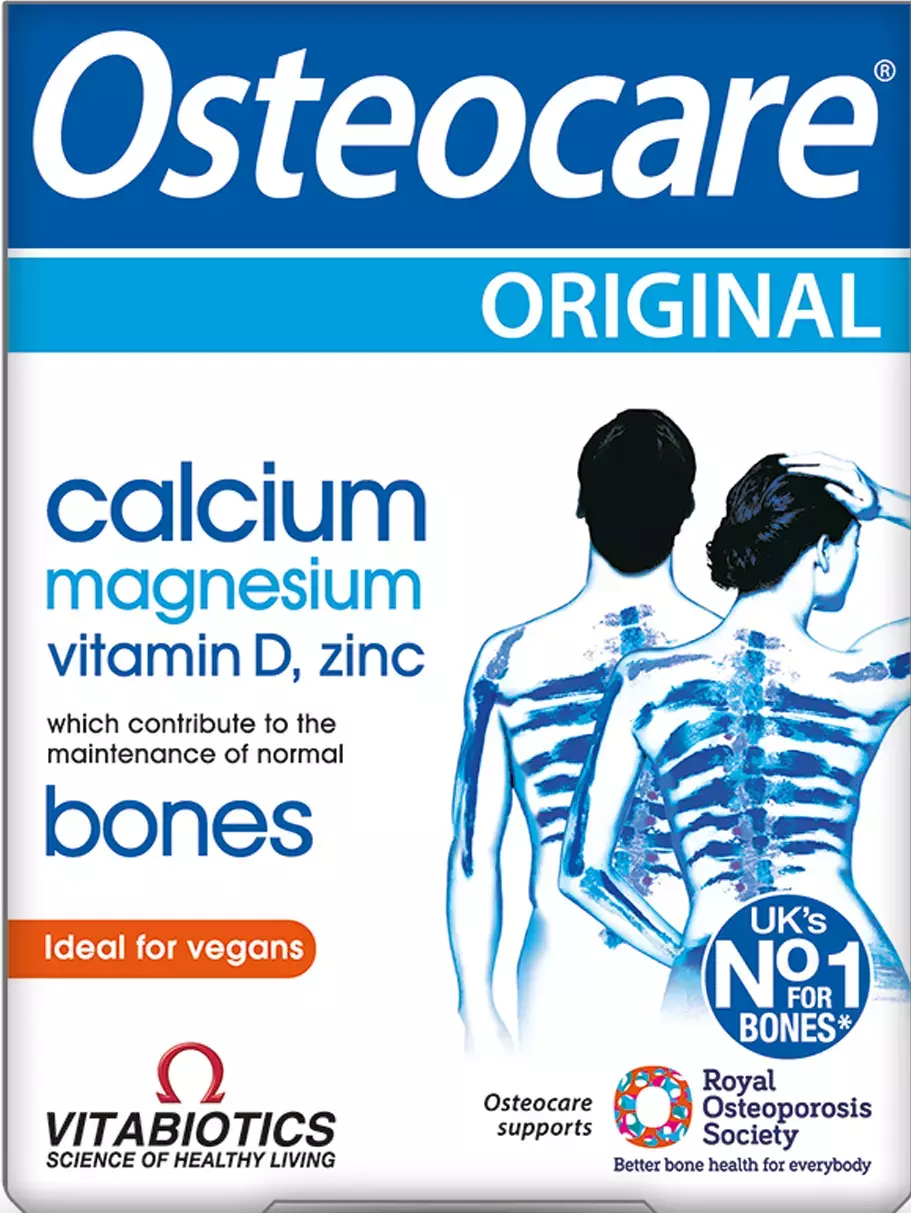 Osteocare®
ORIGINAL
calcium
magnesium
vitamin D, zinc
which contribute to the
maintenance of normal
bones
Ideal for vegans
UK's
No1
FOR
BONES*
VITABIOTICS
SCIENCE OF HEALTHY LIVING
Osteocare
supports
Royal
Osteoporosis
Society
Better bone health for everybody